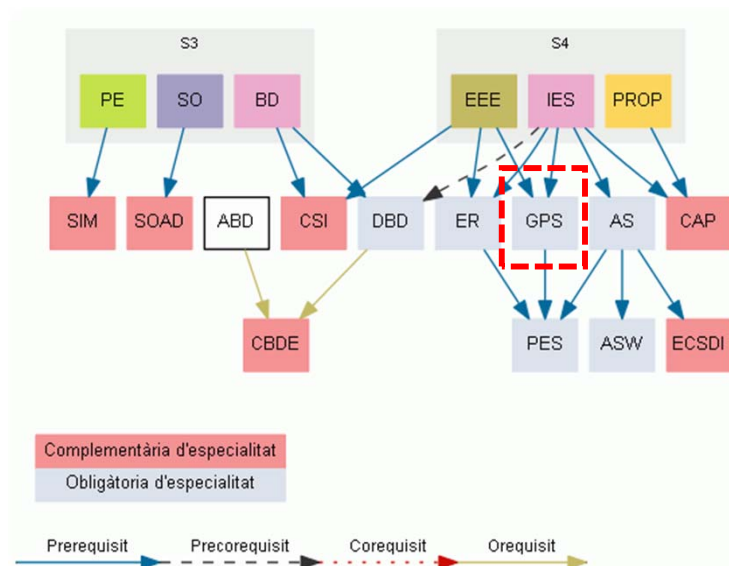 S3 S4
PE SO BD EEE IES PROP
SIM SOAD ABD CSI DBD ER GPS AS CAP
CBDE PES ASW ECSDI
Complementària d'especialitat
Obligàtoria d'especialitat
Prerequisit Precorequisit Corequisit Orequisit